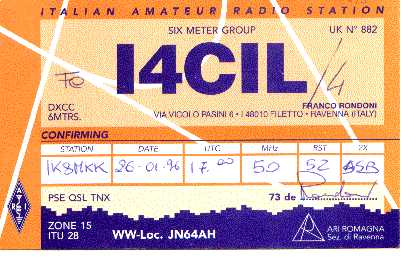 ITALIAN AMATEUR RADIO STATION
SIX METER GROUP UK N° 882
I4CIL/4
DXCC
6MTRS.
FRANCO RONDONI
VIA VICOLO PASINI 6 • I 48010 FILETTO • RAVENNA (ITALY)
CONFIRMING
STATION DATE UTC MHz RST 2X
IK8MKK 26-01-96 17.00 50 52 SSB
PSE QSL TNX 73 de
ZONE 15
ITU 28
WW-Loc. JN64AH
ARI ROMAGNA
Sez. di Ravenna